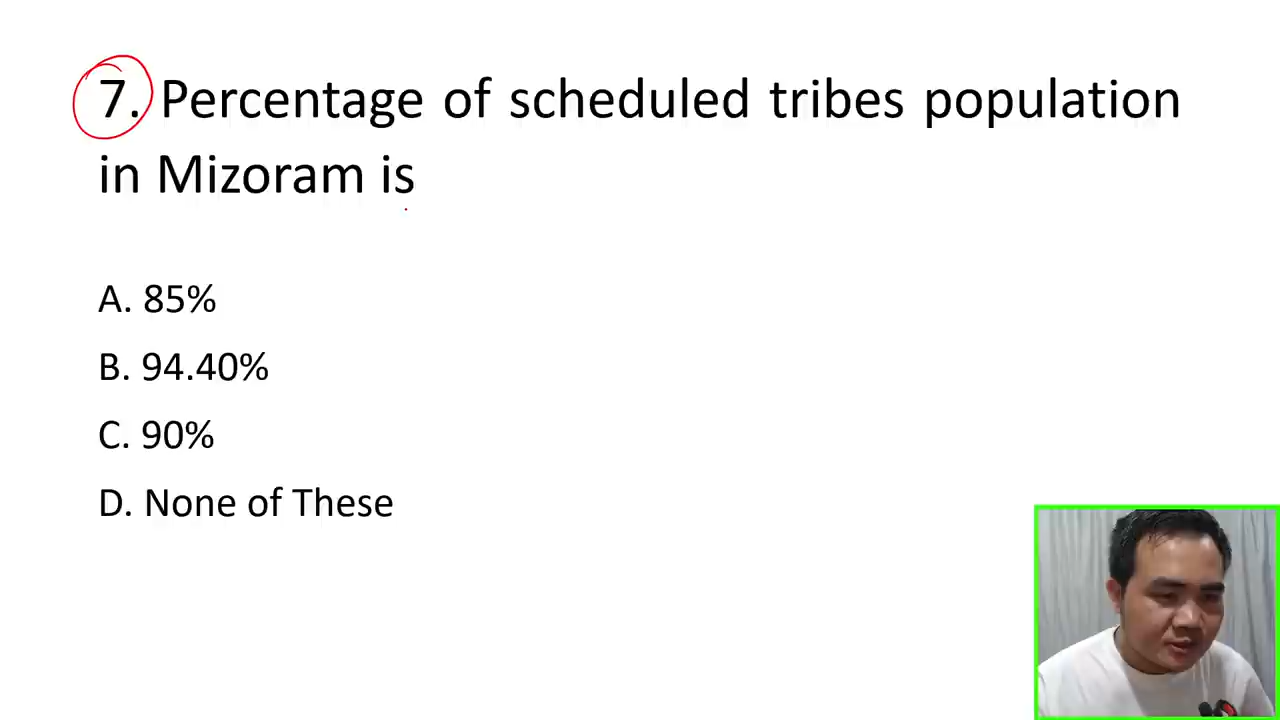 7. Percentage of scheduled tribes population
in Mizoram is
A. 85%
B. 94.40%
C. 90%
D. None of These